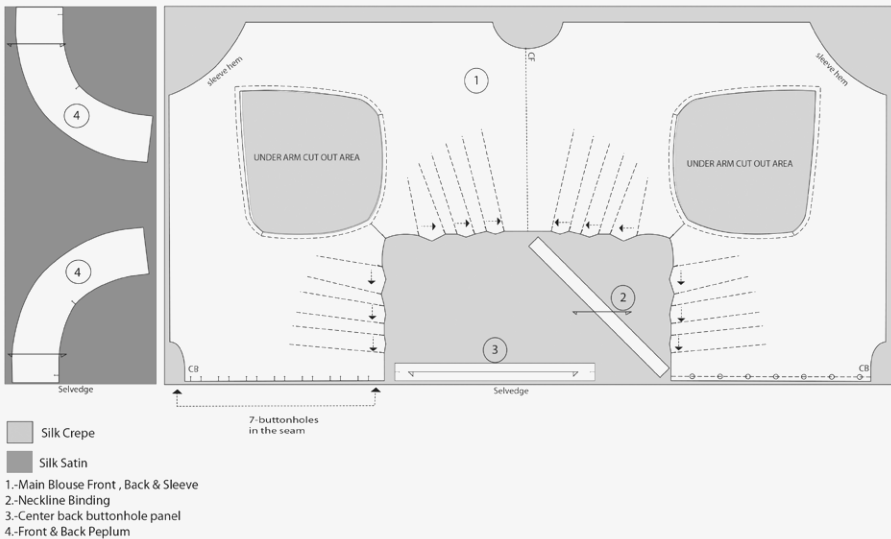 4
4
Selvedge
sleeve hem
1
CF
sleeve hem
UNDER ARM CUT OUT AREA
UNDER ARM CUT OUT AREA
2
3
CB
CB
Selvedge
7-buttonholes
in the seam
Silk Crepe
Silk Satin
1.-Main Blouse Front , Back & Sleeve
2.-Neckline Binding
3.-Center back buttonhole panel
4.-Front & Back Peplum